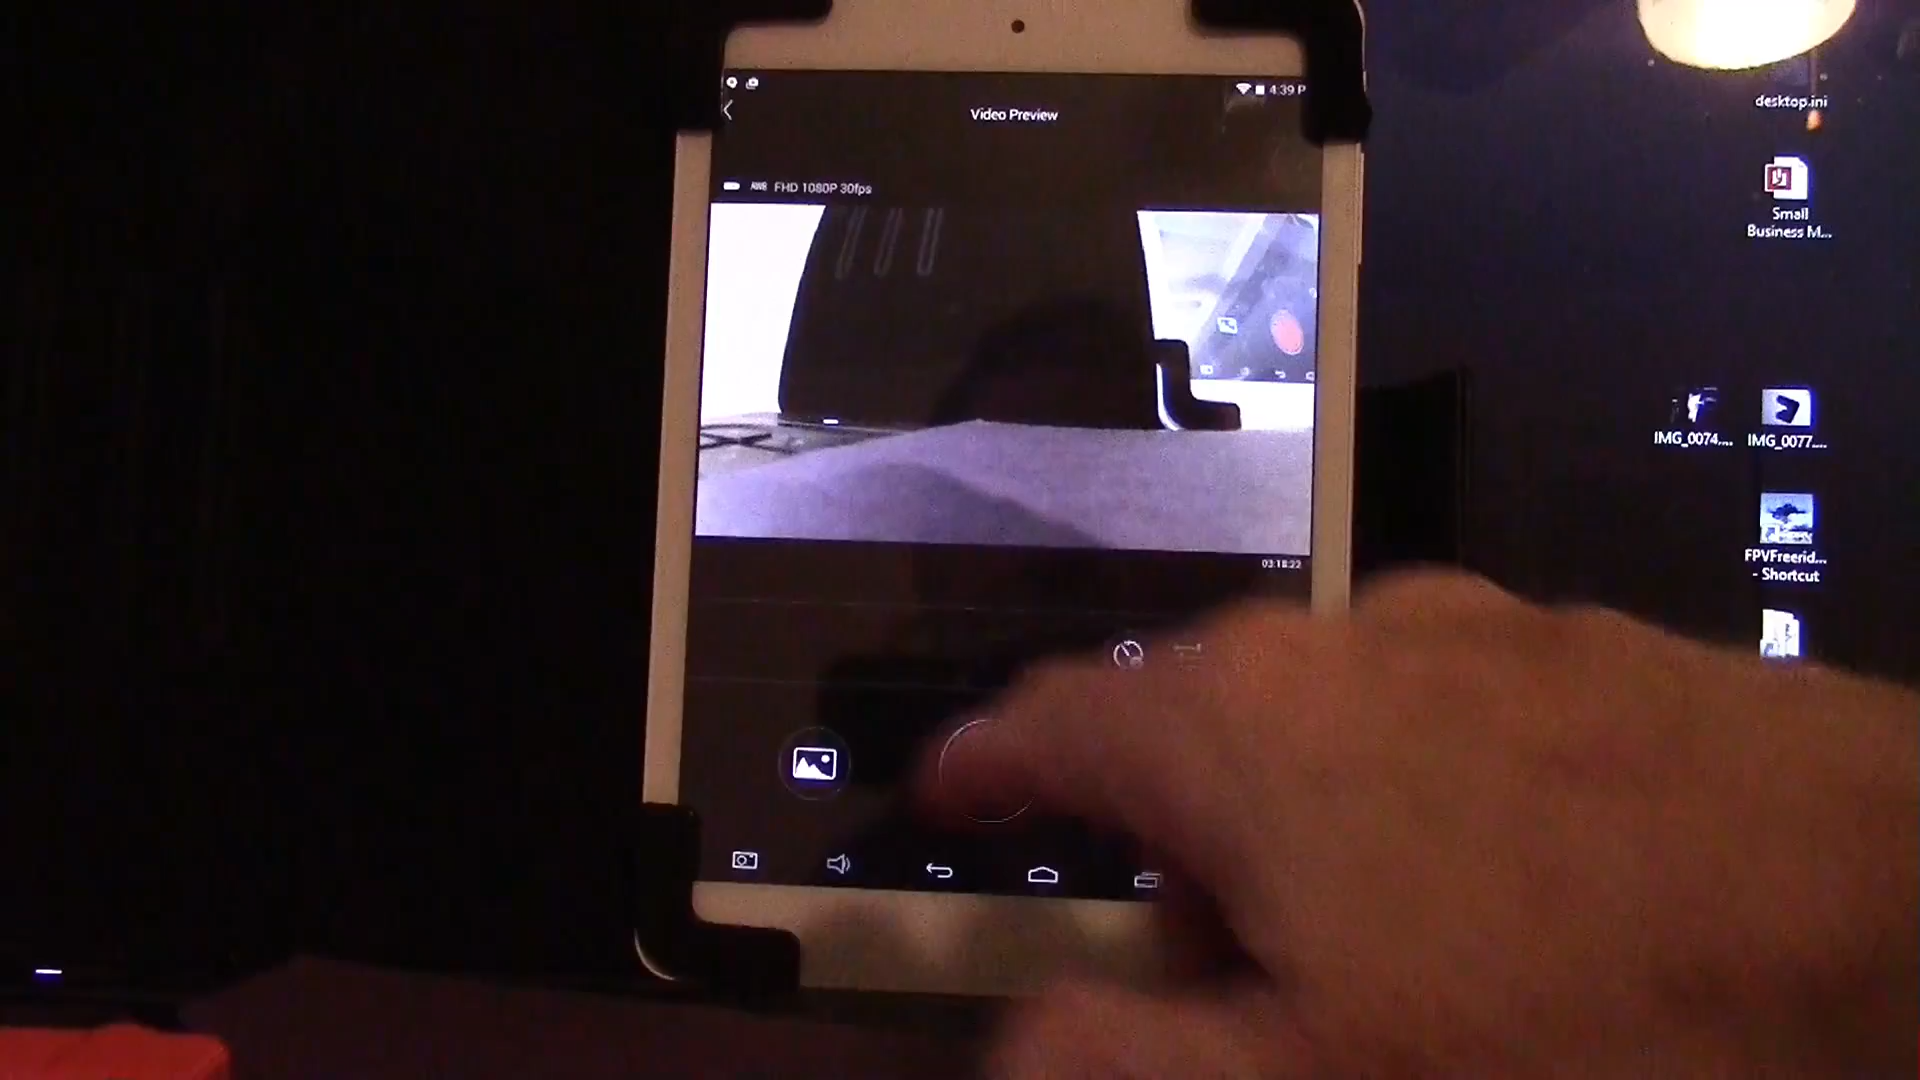 4:39 P
Video Preview
AWB FHD 1080P 30fps
03:18:22
desktop.ini
Small
Business M...
IMG_0074....
IMG_0077....
FPVFreerid...
- Shortcut